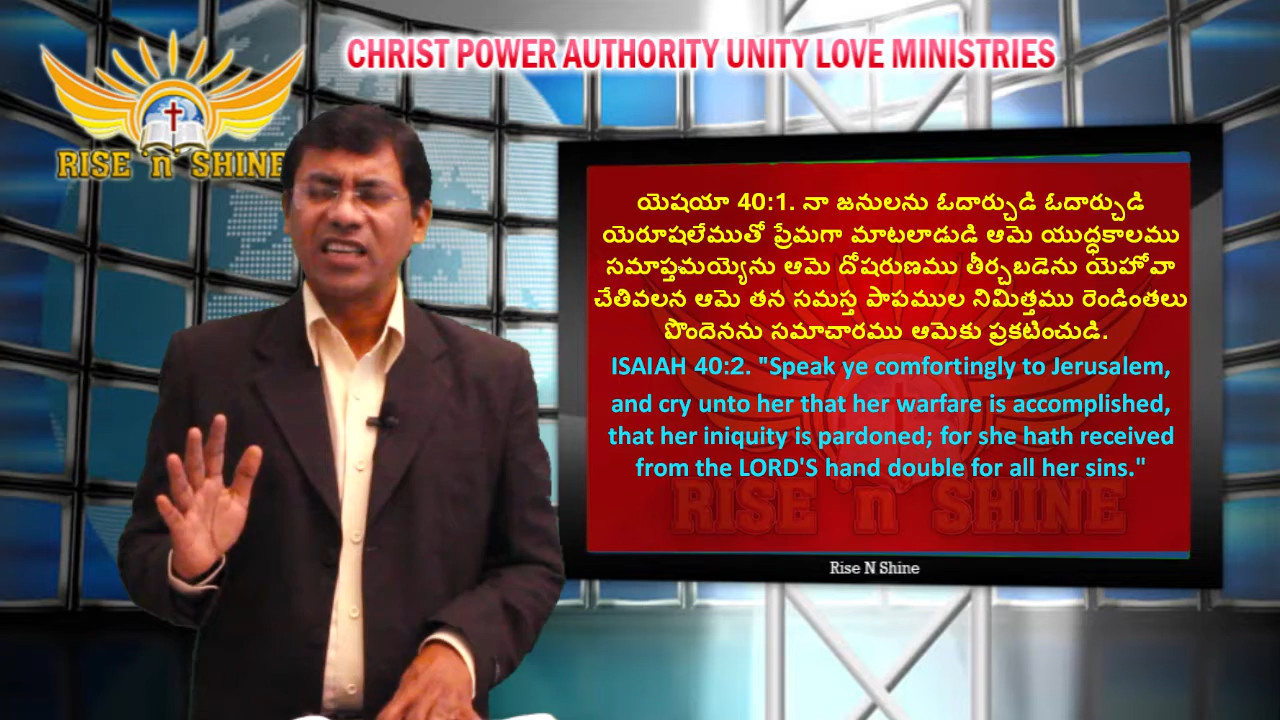 CHRIST POWER AUTHORITY UNITY LOVE MINISTRIES
RISE 'n' SHINE
యెషయా 40:1. నా జనులను ఓదార్చుడి ఓదార్చుడి
యెరూషలేముతో ప్రేమగా మాటలాడుడి ఆమె యుద్ధకాలము
సమాప్తమయ్యెను ఆమె దోషరుణము తీర్చబడెను యెహోవా
చేతివలన ఆమె తన సమస్త పాపముల నిమిత్తము రెండింతలు
పొందెనను సమాచారము ఆమెకు ప్రకటించుడి.
ISAIAH 40:2. "Speak ye comfortingly to Jerusalem,
and cry unto her that her warfare is accomplished,
that her iniquity is pardoned; for she hath received
from the LORD'S hand double for all her sins."
RISE 'n' SHINE
Rise N Shine